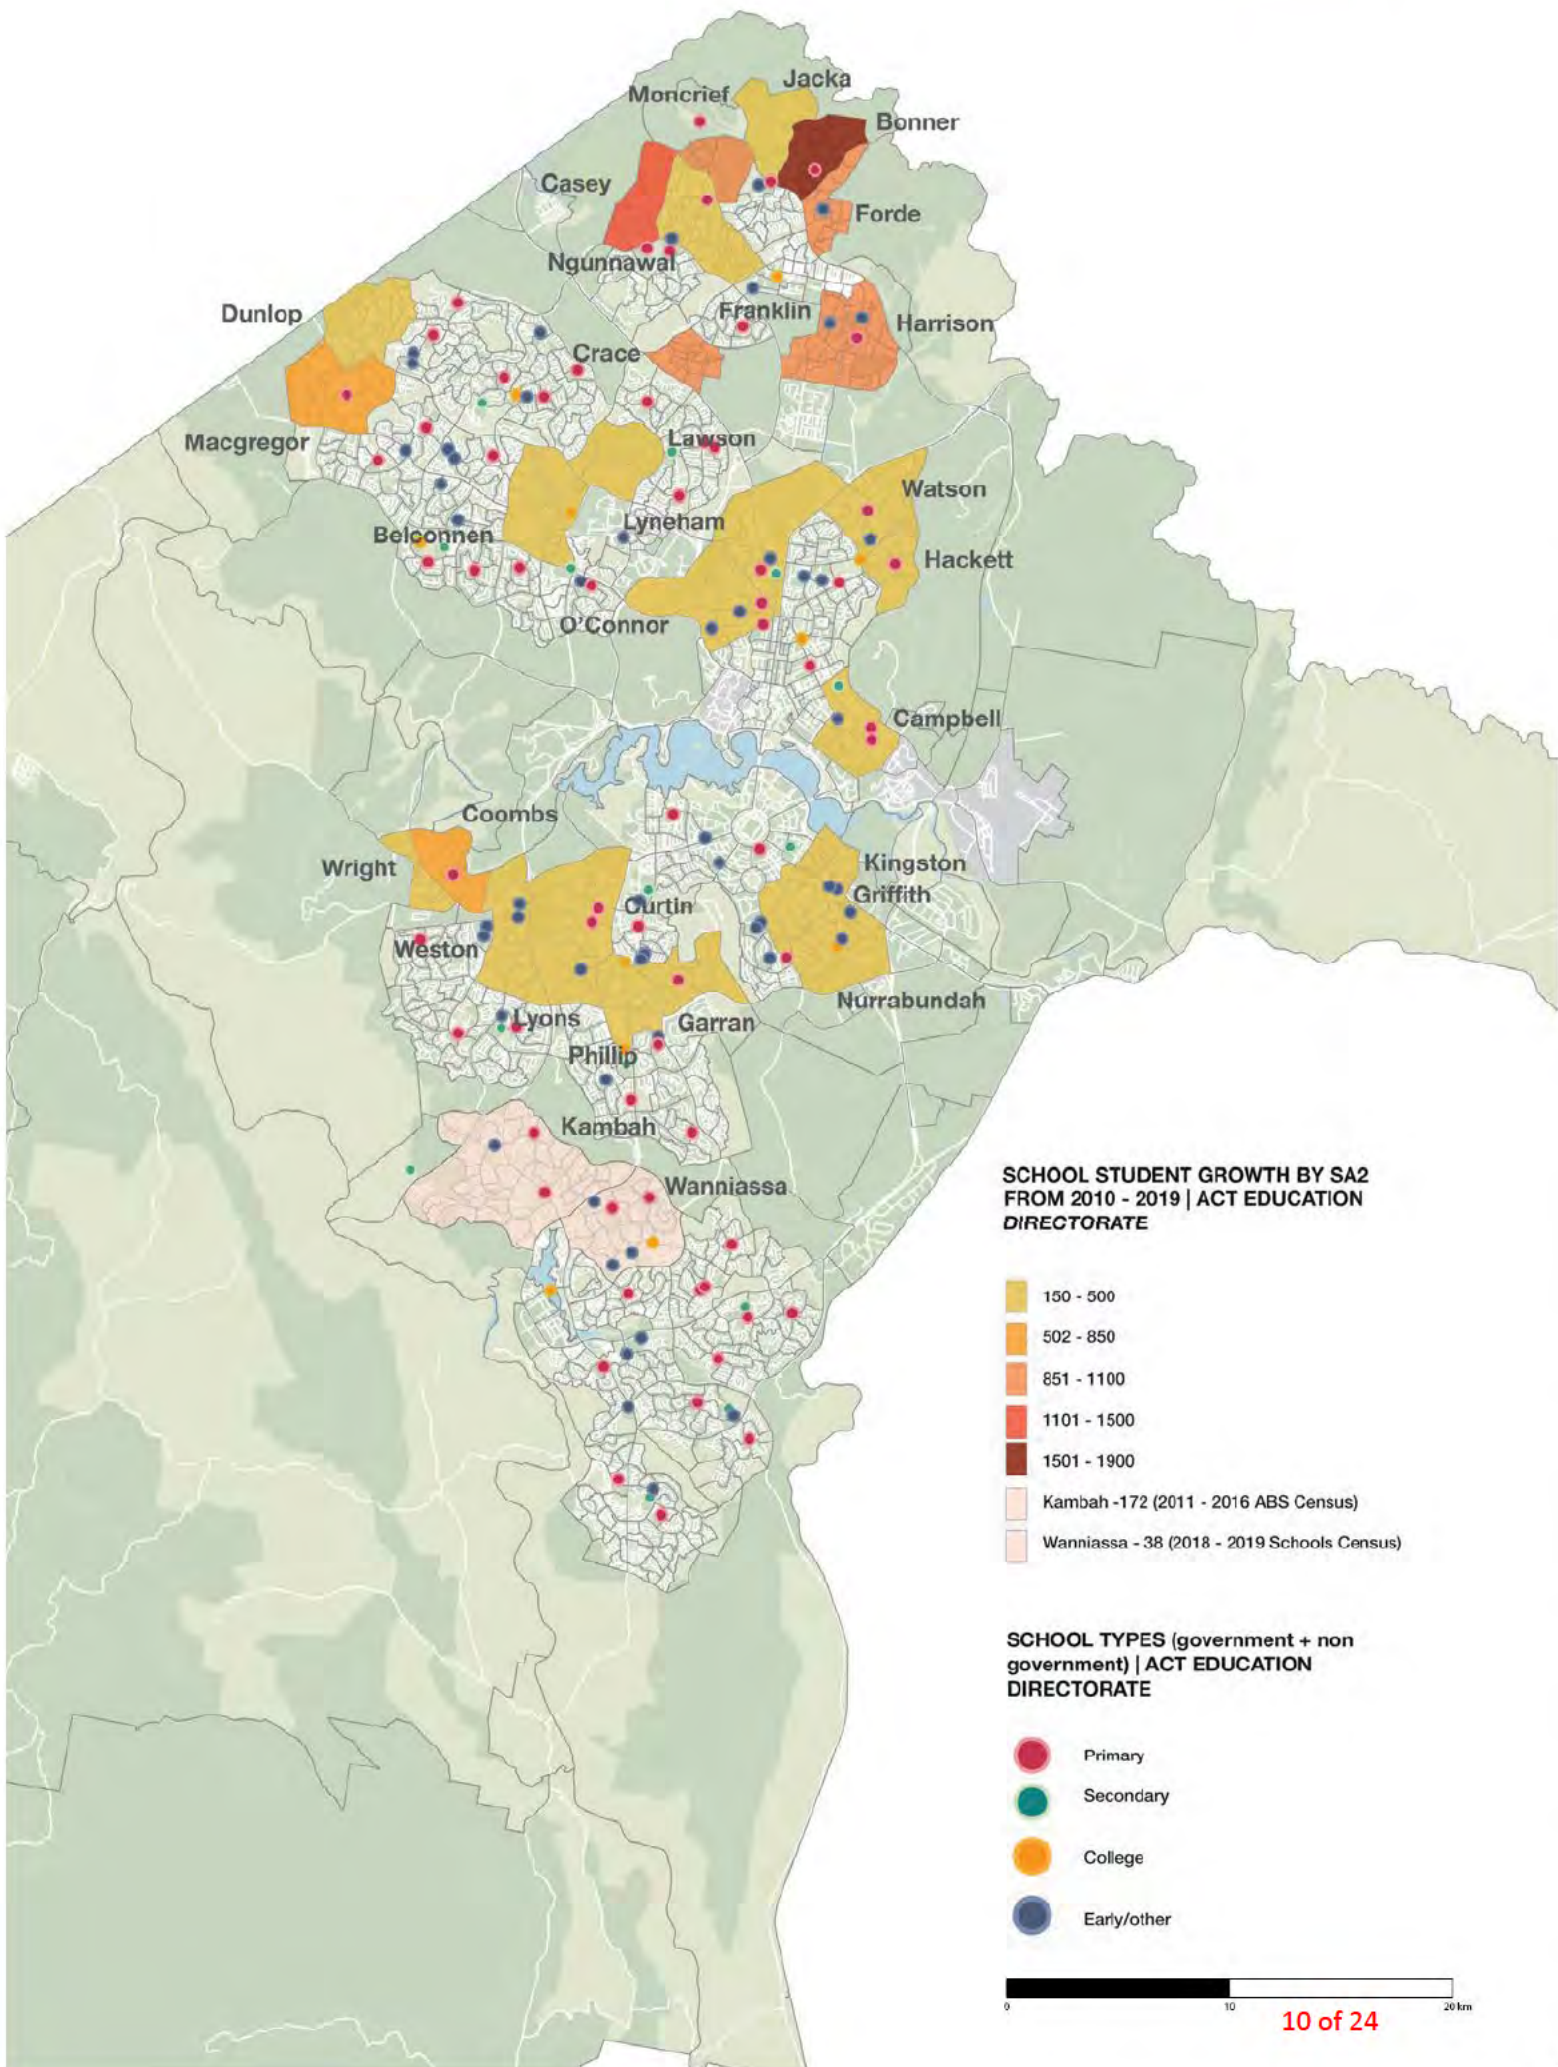 Jacka
Moncrief
Bonner
Casey
Forde
Ngunnawal
Dunlop
Franklin
Harrison
Crace
Macgregor
Lawson
Watson
Lyneham
Belconnen
Hackett
O'Connor
Campbell
Coombs
Wright
Kingston
Griffith
Curtin
Weston
Nurrabundah
Lyons
Garran
Phillip
Kambah
Wanniassa
SCHOOL STUDENT GROWTH BY SA2
FROM 2010 - 2019 | ACT EDUCATION
DIRECTORATE
150 - 500
502 - 850
851 - 1100
1101 - 1500
1501 - 1900
Kambah -172 (2011 - 2016 ABS Census)
Wanniassa - 38 (2018 - 2019 Schools Census)
SCHOOL TYPES (government + non
government) | ACT EDUCATION
DIRECTORATE
Primary
Secondary
College
Early/other
0 10 20 km
10 of 24